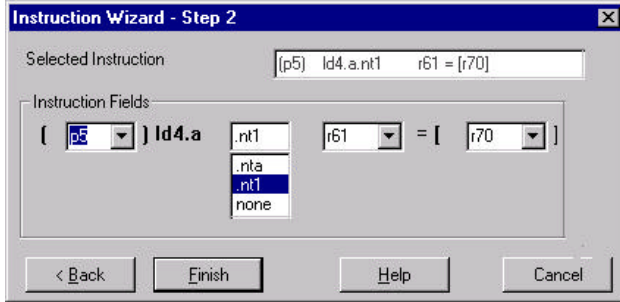 Instruction Wizard - Step 2
Selected Instruction (p5) ld4.a.nt1 r61 = [r70]
Instruction Fields
( p5 ) ld4.a .nt1 r61 = [ r70 ]
.nta
.nt1
none
< Back Finish Help Cancel